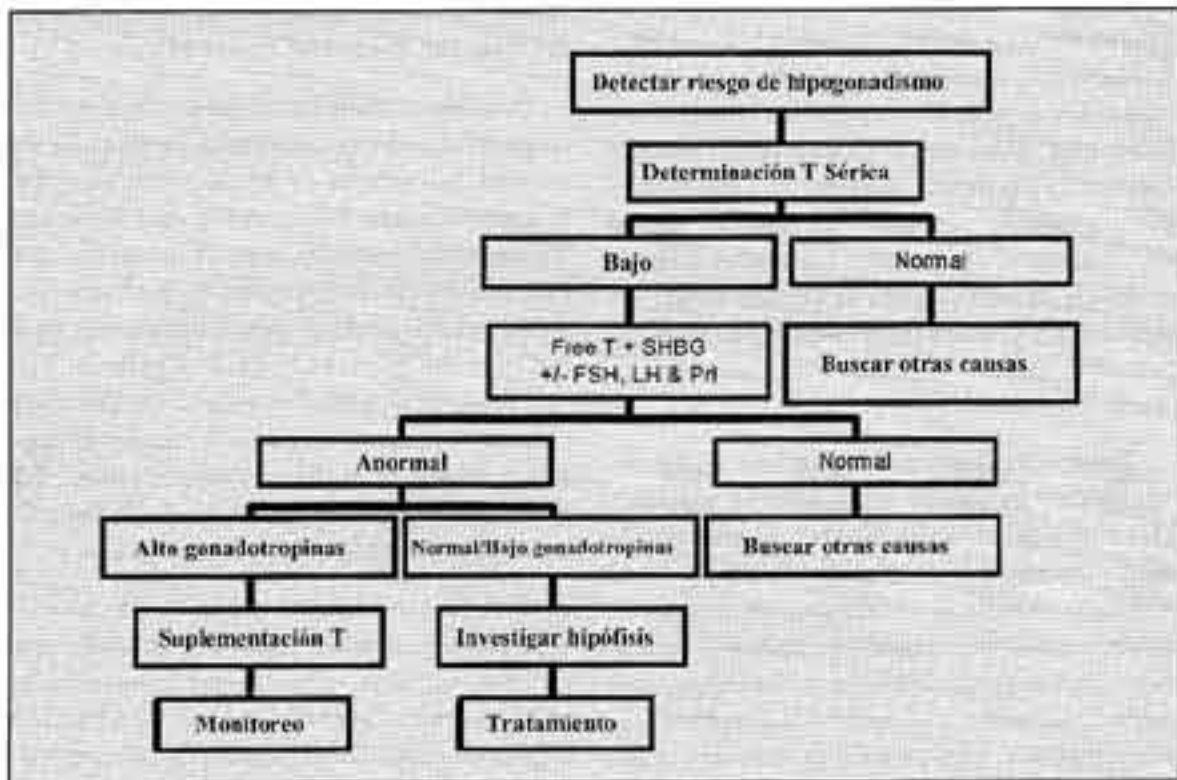 Detectar riesgo de hipogonadismo
Determinación T Sérica
Bajo
Normal
Free T + SHBG
+/- FSH, LH & Prl
Buscar otras causas
Anormal
Normal
Alto gonadotropinas
Normal/Bajo gonadotropinas
Buscar otras causas
Suplementación T
Investigar hipófisis
Monitoreo
Tratamiento